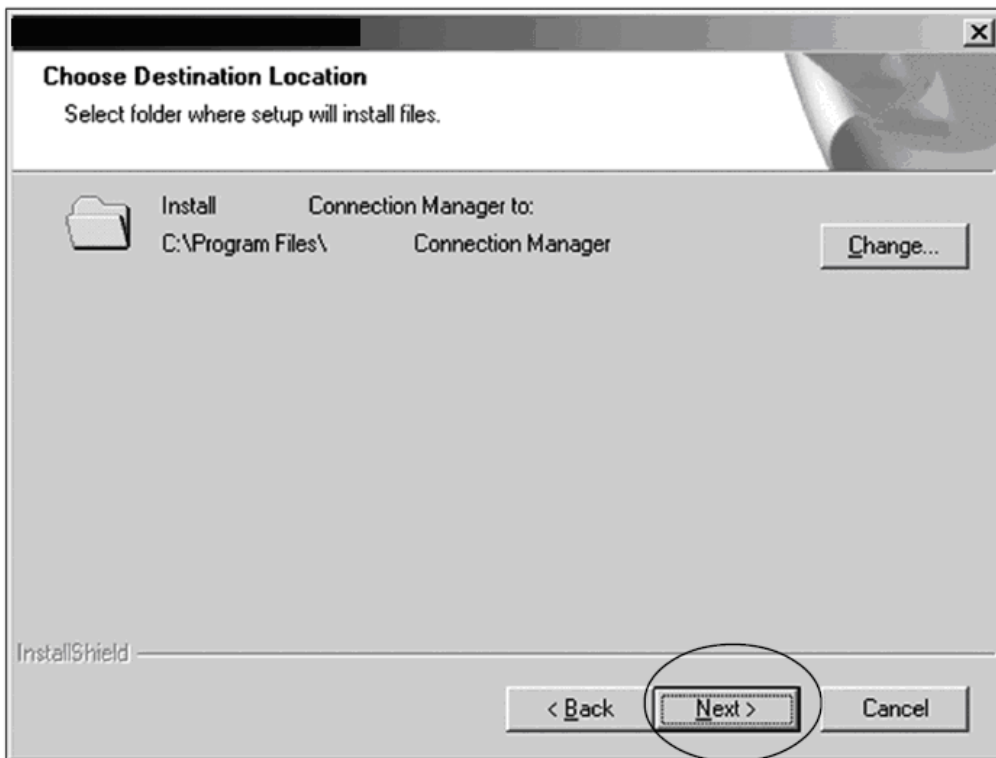 Choose Destination Location
Select folder where setup will install files.
Install Connection Manager to:
C:\Program Files\ Connection Manager
Change...
InstallShield
< Back Next > Cancel